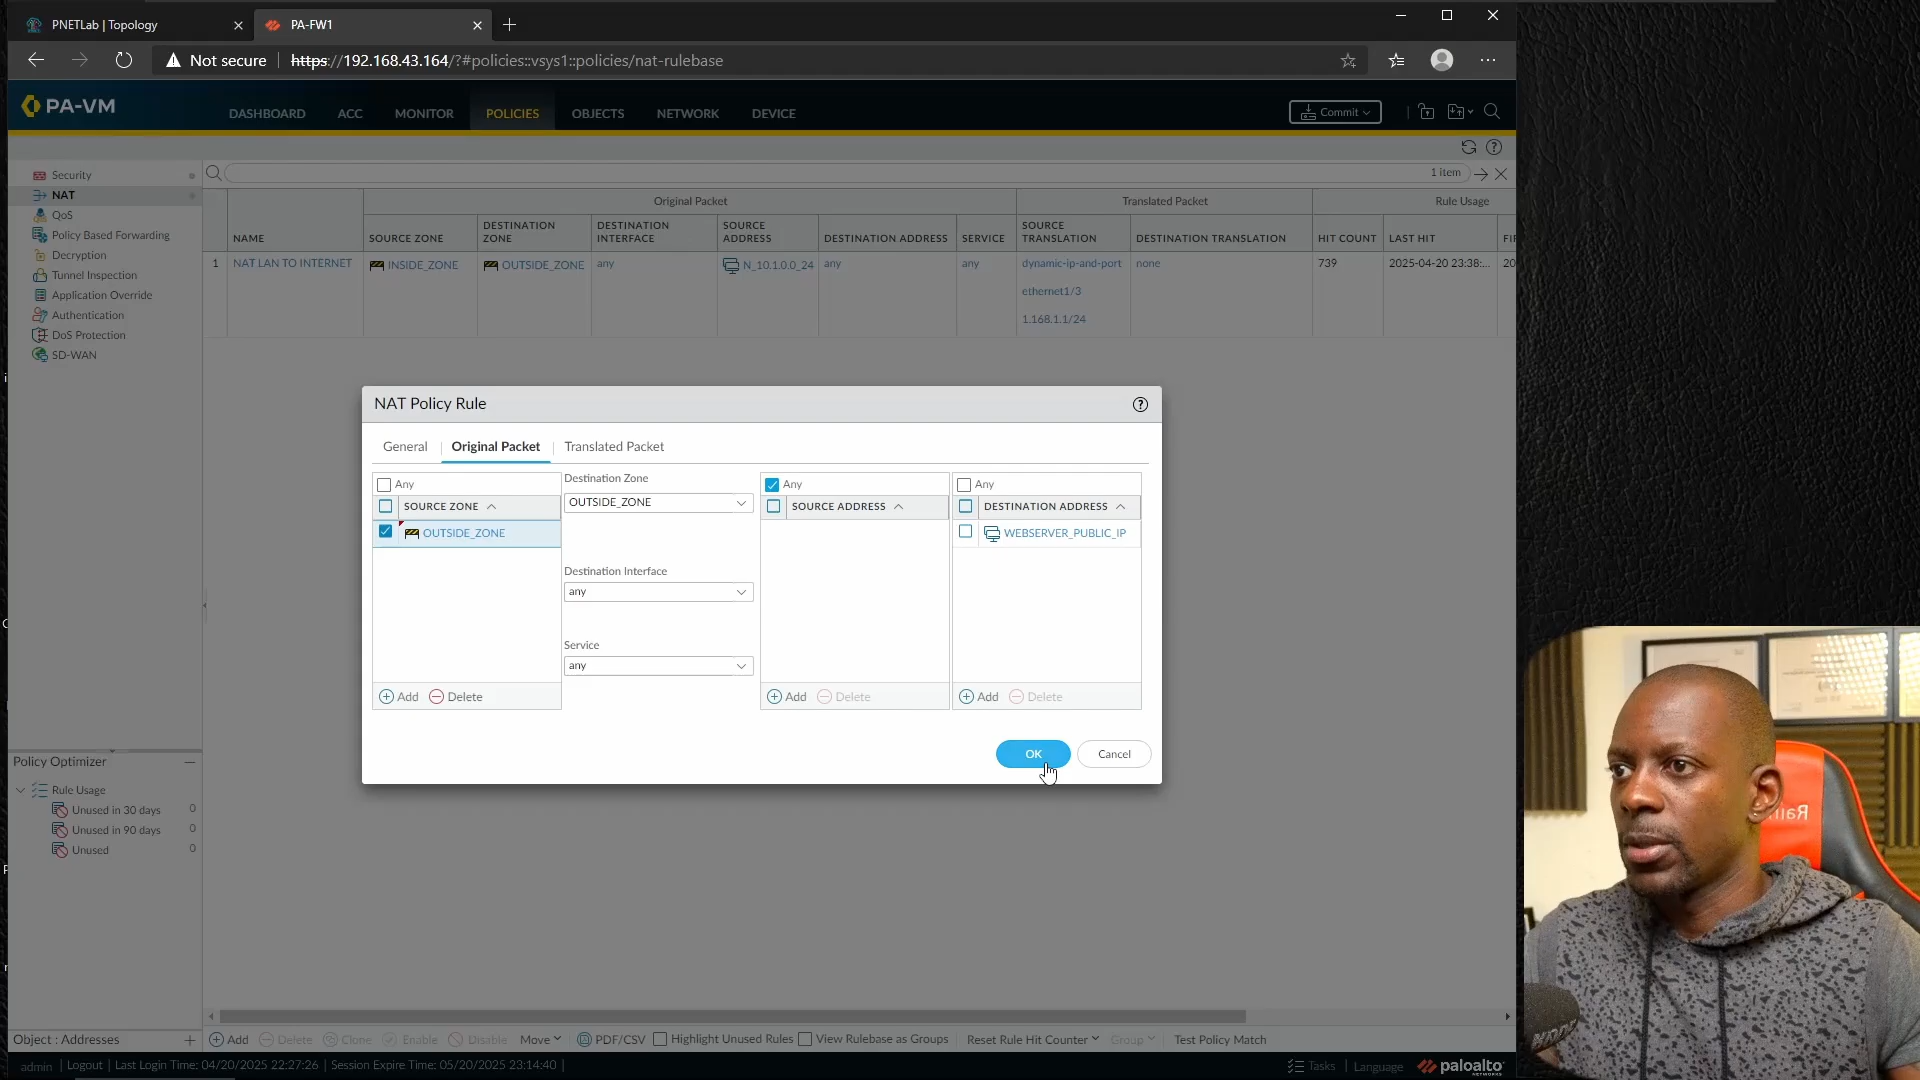 PNETLab | Topology
PA-FW1
Not secure
https://192.168.43.164/?#policies::vsys1::policies/nat-rulebase
PA-VM
DASHBOARD
ACC
MONITOR
POLICIES
OBJECTS
NETWORK
DEVICE
Commit
Security
NAT
QoS
Policy Based Forwarding
Decryption
Tunnel Inspection
Application Override
Authentication
DoS Protection
SD-WAN
1 item
Original Packet
Translated Packet
Rule Usage
NAME
SOURCE ZONE
DESTINATION ZONE
DESTINATION INTERFACE
SOURCE ADDRESS
DESTINATION ADDRESS
SERVICE
SOURCE TRANSLATION
DESTINATION TRANSLATION
HIT COUNT
LAST HIT
FI
1
NAT LAN TO INTERNET
INSIDE_ZONE
OUTSIDE_ZONE
any
N_10.1.0.0_24
any
any
dynamic-ip-and-port
ethernet1/3
1.168.1.1/24
none
739
2025-04-20 23:38:...
20
NAT Policy Rule
General
Original Packet
Translated Packet
Any
SOURCE ZONE
OUTSIDE_ZONE
Add
Delete
Destination Zone
OUTSIDE_ZONE
Destination Interface
any
Service
any
Any
SOURCE ADDRESS
Add
Delete
Any
DESTINATION ADDRESS
WEBSERVER_PUBLIC_IP
Add
Delete
OK
Cancel
Policy Optimizer
Rule Usage
Unused in 30 days 0
Unused in 90 days 0
Unused 0
Object : Addresses
Add
Delete
Clone
Enable
Disable
Move
PDF/CSV
Highlight Unused Rules
View Rulebase as Groups
Reset Rule Hit Counter
Group
Test Policy Match
admin | Logout | Last Login Time: 04/20/2025 22:27:26 | Session Expire Time: 05/20/2025 23:14:40 |
Tasks | Language
paloalto
NETWORKS